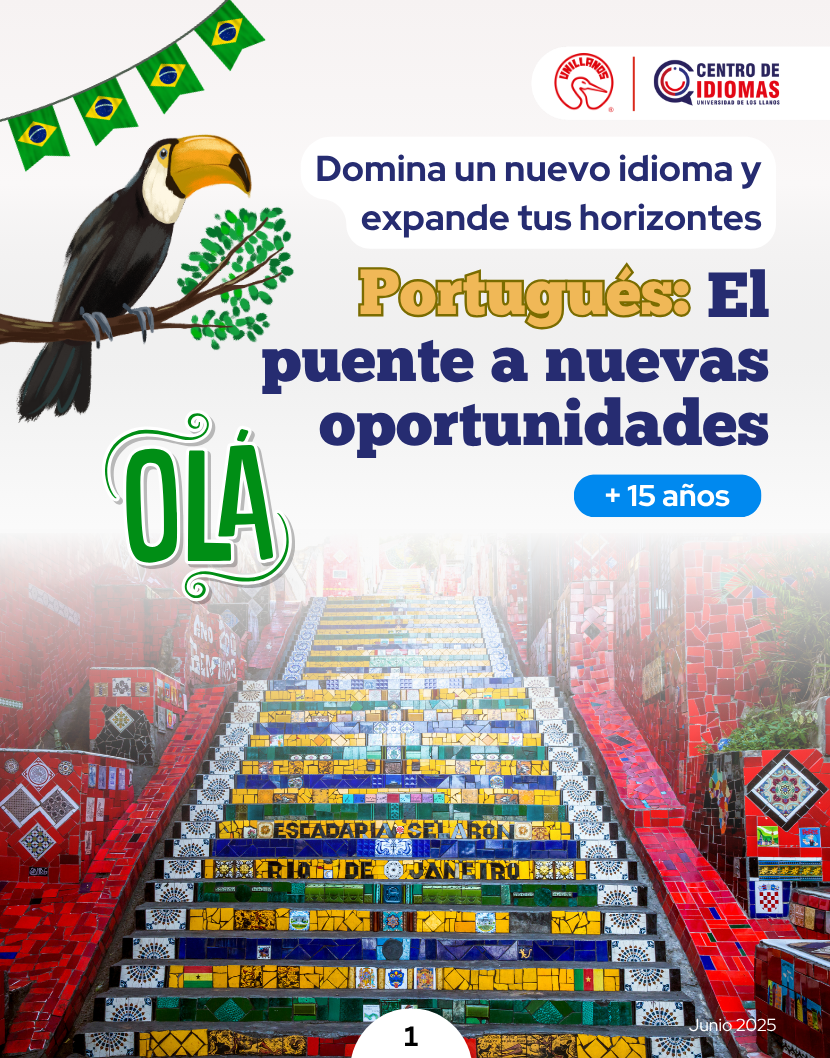 UNILLANOS
CENTRO DE
IDIOMAS
UNIVERSIDAD DE LOS LLANOS
Domina un nuevo idioma y
expande tus horizontes
Portugués: El
puente a nuevas
oportunidades
+ 15 años
OLÁ
ESCADARIA SELARÓN
RIO DE JANEIRO
Junio 2025
1